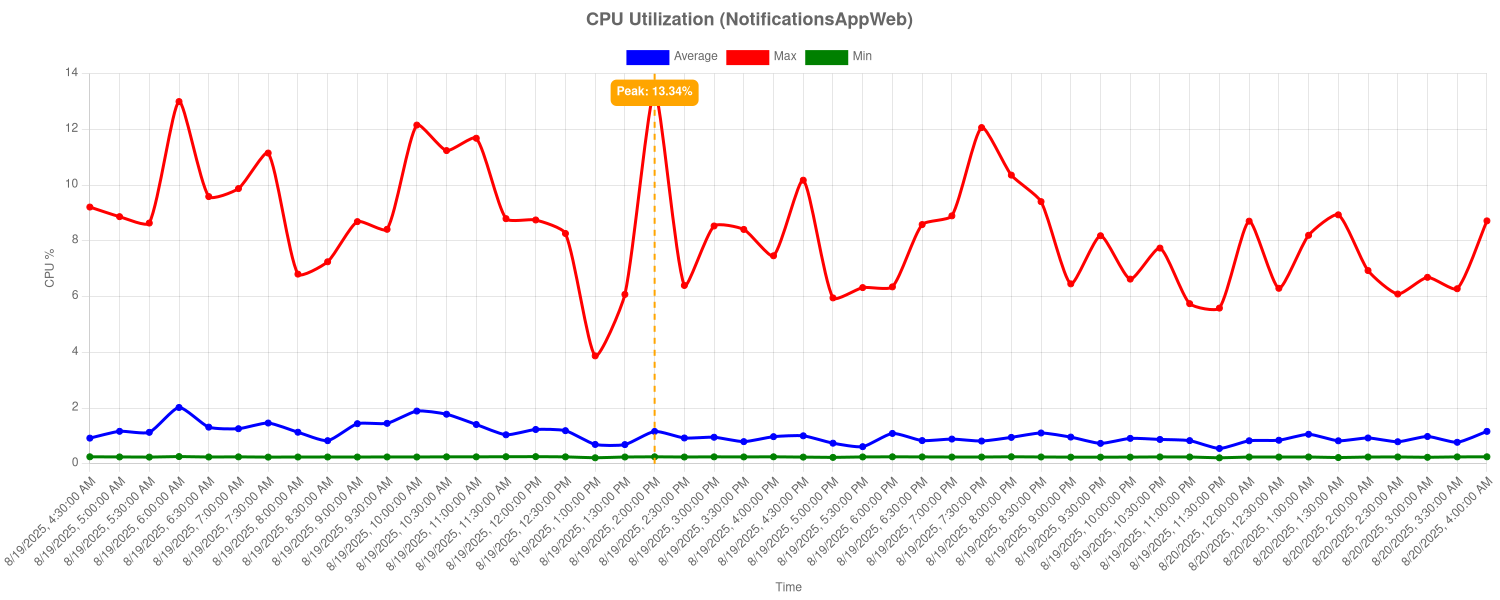 CPU Utilization (NotificationsAppWeb)
Average Max Min
Peak: 13.34%
CPU %
14
12
10
8
6
4
2
0
8/19/2025, 4:30:00 AM
8/19/2025, 5:00:00 AM
8/19/2025, 5:30:00 AM
8/19/2025, 6:00:00 AM
8/19/2025, 6:30:00 AM
8/19/2025, 7:00:00 AM
8/19/2025, 7:30:00 AM
8/19/2025, 8:00:00 AM
8/19/2025, 8:30:00 AM
8/19/2025, 9:00:00 AM
8/19/2025, 9:30:00 AM
8/19/2025, 10:00:00 AM
8/19/2025, 10:30:00 AM
8/19/2025, 11:00:00 AM
8/19/2025, 11:30:00 AM
8/19/2025, 12:00:00 PM
8/19/2025, 12:30:00 PM
8/19/2025, 1:00:00 PM
8/19/2025, 1:30:00 PM
8/19/2025, 2:00:00 PM
8/19/2025, 2:30:00 PM
8/19/2025, 3:00:00 PM
8/19/2025, 3:30:00 PM
8/19/2025, 4:00:00 PM
8/19/2025, 4:30:00 PM
8/19/2025, 5:00:00 PM
8/19/2025, 5:30:00 PM
8/19/2025, 6:00:00 PM
8/19/2025, 6:30:00 PM
8/19/2025, 7:00:00 PM
8/19/2025, 7:30:00 PM
8/19/2025, 8:00:00 PM
8/19/2025, 8:30:00 PM
8/19/2025, 9:00:00 PM
8/19/2025, 9:30:00 PM
8/19/2025, 10:00:00 PM
8/19/2025, 10:30:00 PM
8/19/2025, 11:00:00 PM
8/19/2025, 11:30:00 PM
8/20/2025, 12:00:00 AM
8/20/2025, 12:30:00 AM
8/20/2025, 1:00:00 AM
8/20/2025, 1:30:00 AM
8/20/2025, 2:00:00 AM
8/20/2025, 2:30:00 AM
8/20/2025, 3:00:00 AM
8/20/2025, 3:30:00 AM
8/20/2025, 4:00:00 AM
Time